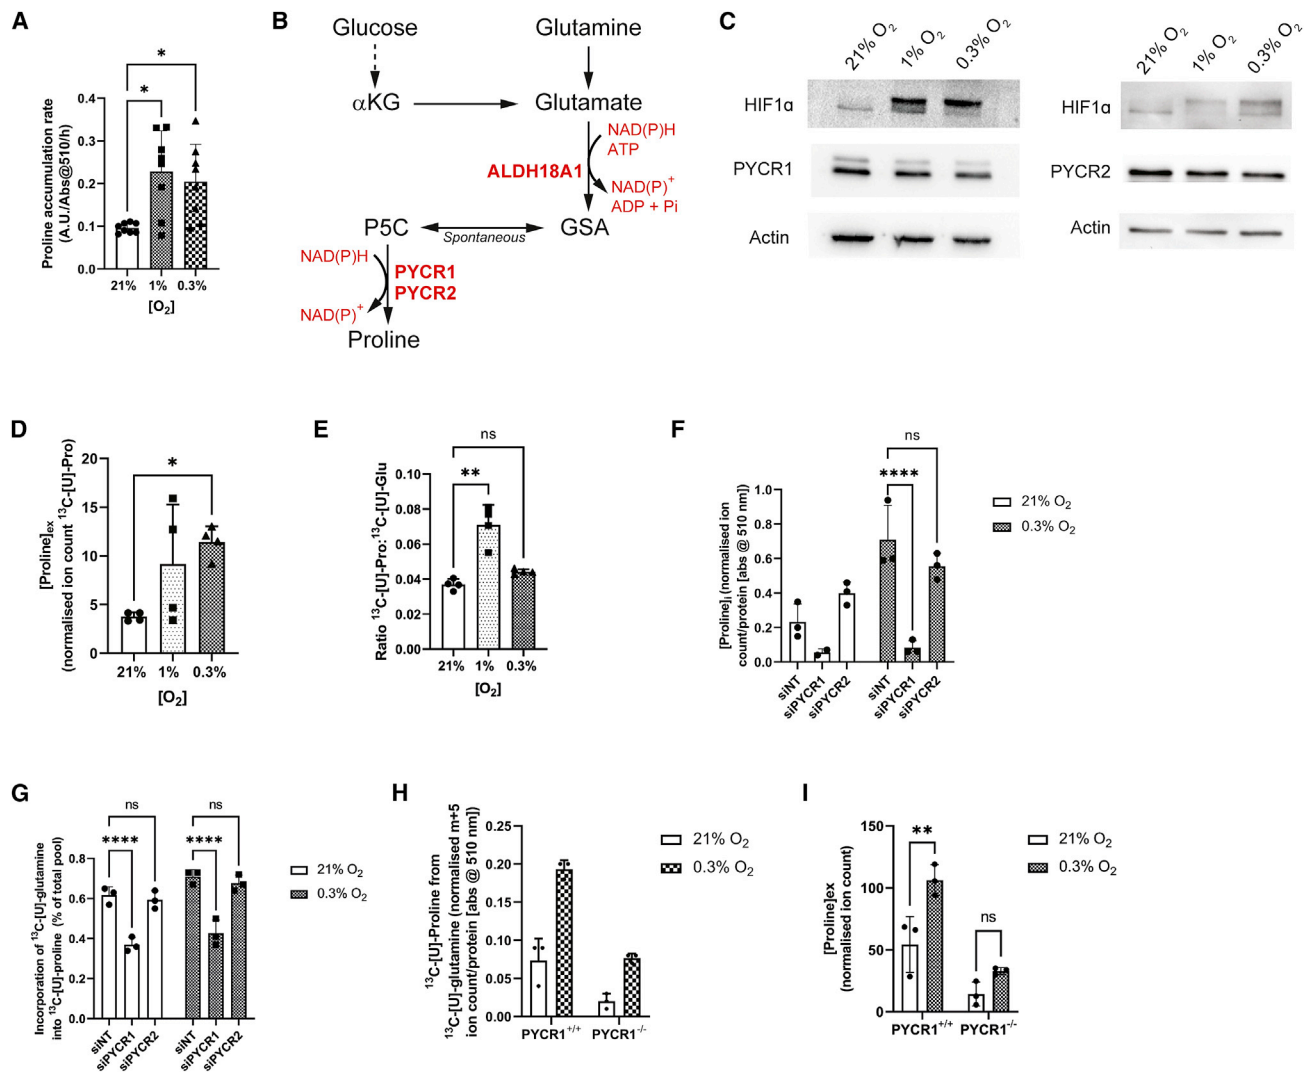 A
Proline accumulation rate
(A.U./Abs@510/h)
0.4
0.3
0.2
0.1
0.0
*
*
21% 1% 0.3%
[O2]
B
Glucose Glutamine
αKG Glutamate
NAD(P)H
ATP
ALDH18A1
NAD(P)+
ADP + Pi
P5C Spontaneous GSA
NAD(P)H
PYCR1
PYCR2
NAD(P)+
Proline
C
21% O2 1% O2 0.3% O2
HIF1α
PYCR1
Actin
21% O2 1% O2 0.3% O2
HIF1α
PYCR2
Actin
D
[Proline]ex
(normalised ion count 13C-[U]-Pro)
20
15
10
5
0
*
21% 1% 0.3%
[O2]
E
Ratio 13C-[U]-Pro:13C-[U]-Glu
0.10
0.08
0.06
0.04
0.02
0.00
ns
**
21% 1% 0.3%
[O2]
F
[Proline]i (normalised ion
count/protein [abs @ 510 nm])
1.0
0.8
0.6
0.4
0.2
0.0
ns
****
siNT siPYCR1 siPYCR2 siNT siPYCR1 siPYCR2
21% O2
0.3% O2
G
Incorporation of 13C-[U]-glutamine
into 13C-[U]-proline (% of total pool)
0.8
0.6
0.4
0.2
0.0
ns ns
**** ****
siNT siPYCR1 siPYCR2 siNT siPYCR1 siPYCR2
21% O2
0.3% O2
H
13C-[U]-Proline from
13C-[U]-glutamine (normalised m+5
ion count/protein [abs @ 510 nm])
0.25
0.20
0.15
0.10
0.05
0.00
PYCR1+/+ PYCR1-/-
21% O2
0.3% O2
I
[Proline]ex
(normalised ion count)
150
100
50
0
**
ns
PYCR1+/+ PYCR1-/-
21% O2
0.3% O2